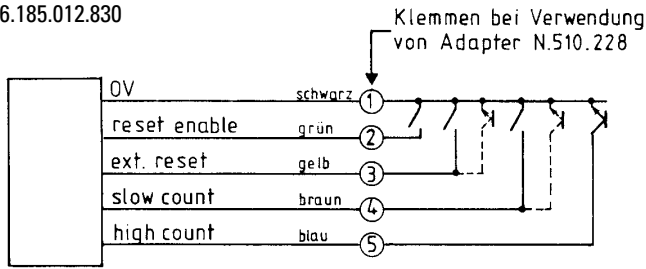 6.185.012.830
Klemmen bei Verwendung
von Adapter N.510.228
0V schwarz 1
reset enable grün 2
ext. reset gelb 3
slow count braun 4
high count blau 5